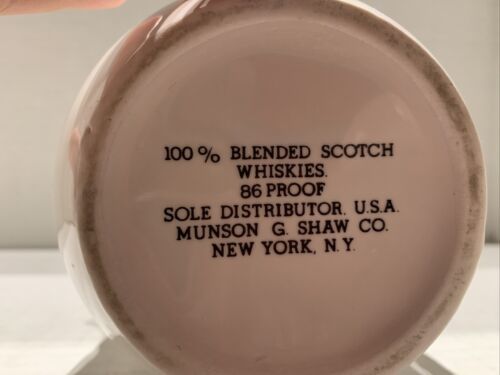 100% BLENDED SCOTCH
WHISKIES.
86 PROOF
SOLE DISTRIBUTOR. U.S.A.
MUNSON G. SHAW CO.
NEW YORK, N.Y.